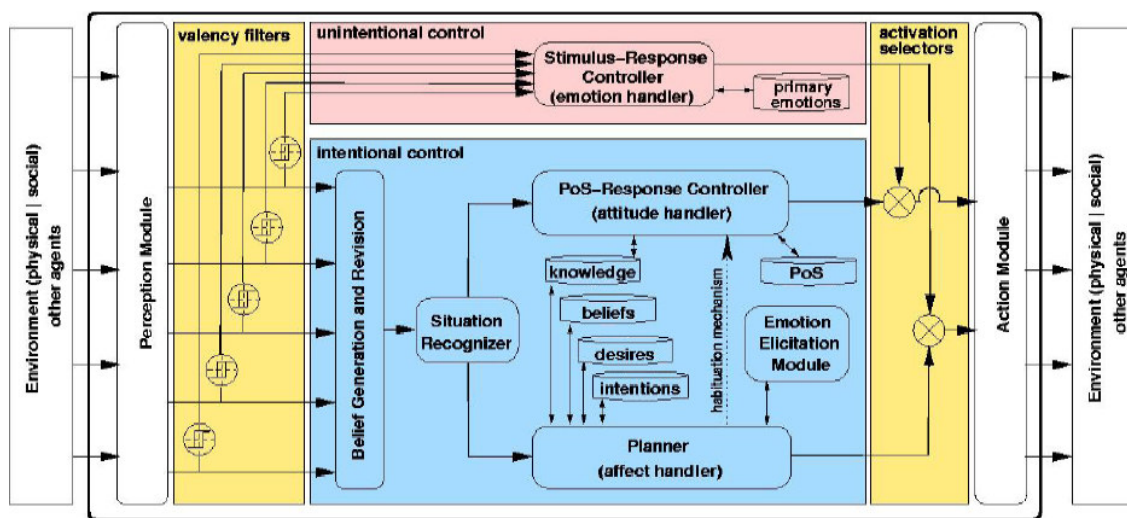 Environment (physical | social)
other agents
Perception Module
valency filters
unintentional control
Stimulus-Response
Controller
(emotion handler)
primary
emotions
activation
selectors
intentional control
Belief Generation and Revision
Situation
Recognizer
PoS-Response Controller
(attitude handler)
knowledge
beliefs
desires
intentions
habituation mechanism
PoS
Emotion
Elicitation
Module
Planner
(affect handler)
Action Module
Environment (physical | social)
other agents